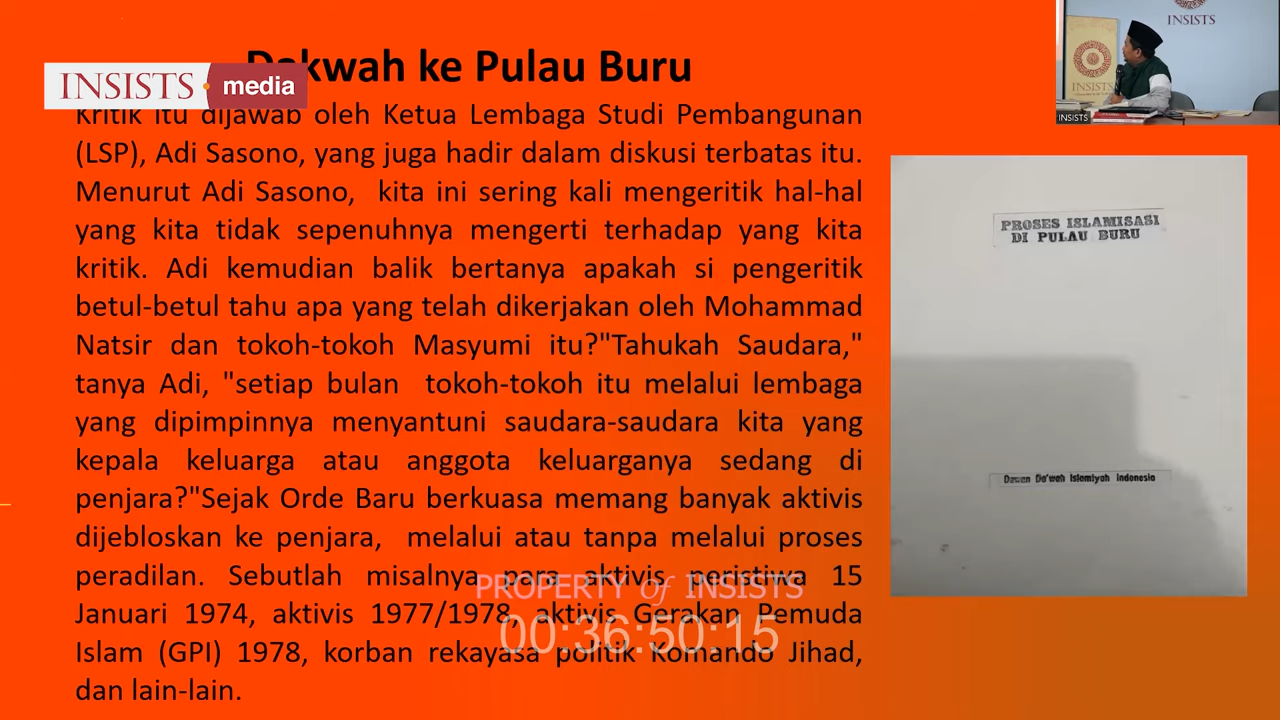 Dakwah ke Pulau Buru
INSISTS media
Kritik itu dijawab oleh Ketua Lembaga Studi Pembangunan
(LSP), Adi Sasono, yang juga hadir dalam diskusi terbatas itu.
Menurut Adi Sasono, kita ini sering kali mengeritik hal-hal
yang kita tidak sepenuhnya mengerti terhadap yang kita
kritik. Adi kemudian balik bertanya apakah si pengeritik
betul-betul tahu apa yang telah dikerjakan oleh Mohammad
Natsir dan tokoh-tokoh Masyumi itu?"Tahukah Saudara,"
tanya Adi, "setiap bulan tokoh-tokoh itu melalui lembaga
yang dipimpinnya menyantuni saudara-saudara kita yang
kepala keluarga atau anggota keluarganya sedang di
penjara?"Sejak Orde Baru berkuasa memang banyak aktivis
dijebloskan ke penjara, melalui atau tanpa melalui proses
peradilan. Sebutlah misalnya para aktivis peristiwa 15
Januari 1974, aktivis 1977/1978, aktivis Gerakan Pemuda
Islam (GPI) 1978, korban rekayasa politik Komando Jihad,
dan lain-lain.
PROPERTY of INSISTS
00:36:50:15
INSISTS
INSISTS
INSISTS
PROSES ISLAMISASI
DI PULAU BURU
Dewan Da'wah Islamiyah Indonesia